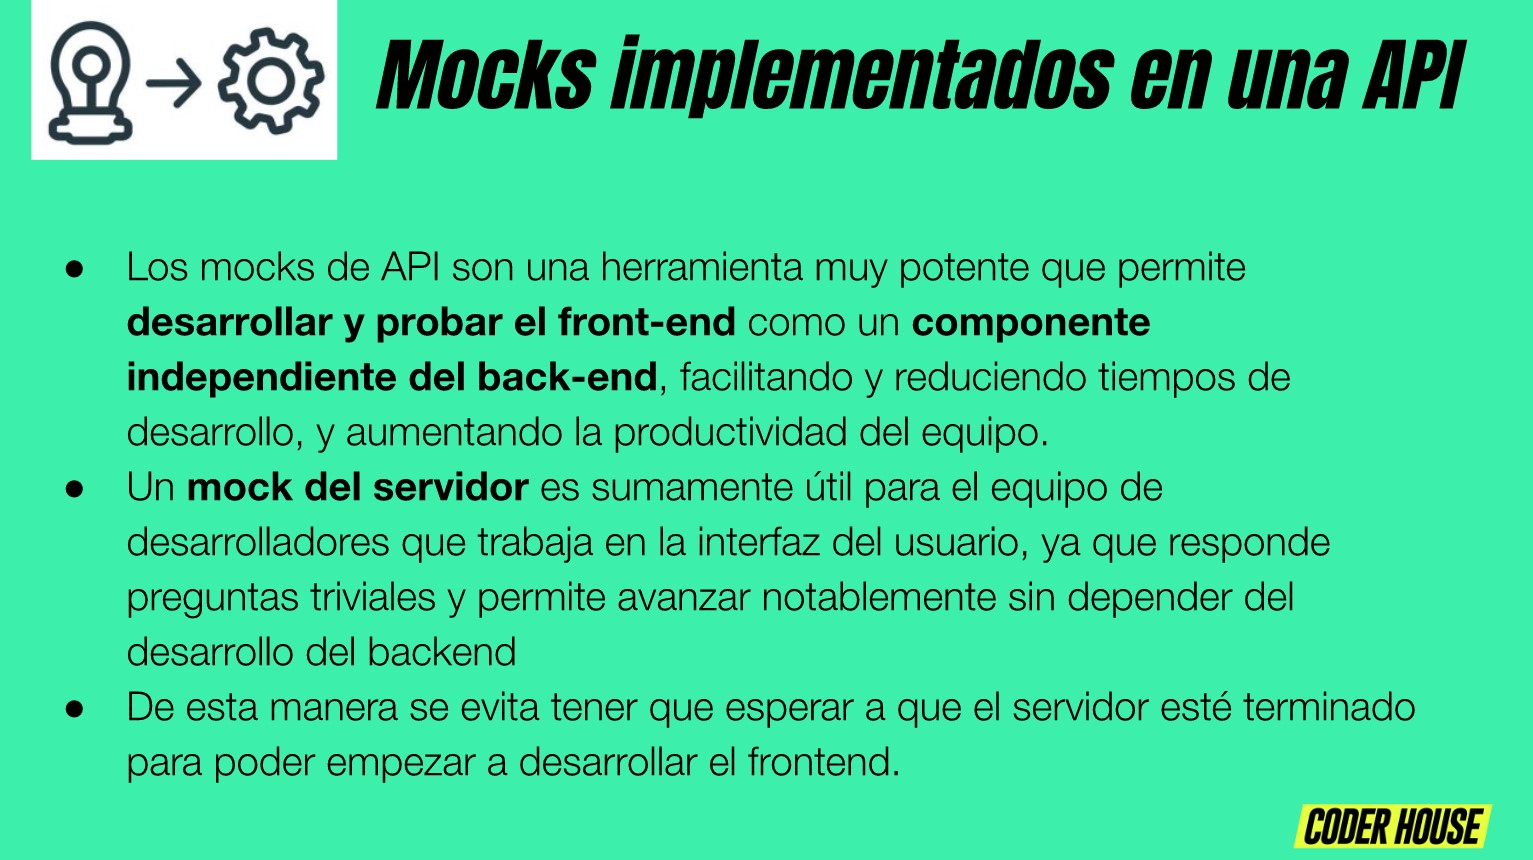 Mocks implementados en una API
● Los mocks de API son una herramienta muy potente que permite
desarrollar y probar el front-end como un componente
independiente del back-end, facilitando y reduciendo tiempos de
desarrollo, y aumentando la productividad del equipo.
● Un mock del servidor es sumamente útil para el equipo de
desarrolladores que trabaja en la interfaz del usuario, ya que responde
preguntas triviales y permite avanzar notablemente sin depender del
desarrollo del backend
● De esta manera se evita tener que esperar a que el servidor esté terminado
para poder empezar a desarrollar el frontend.
CODER HOUSE